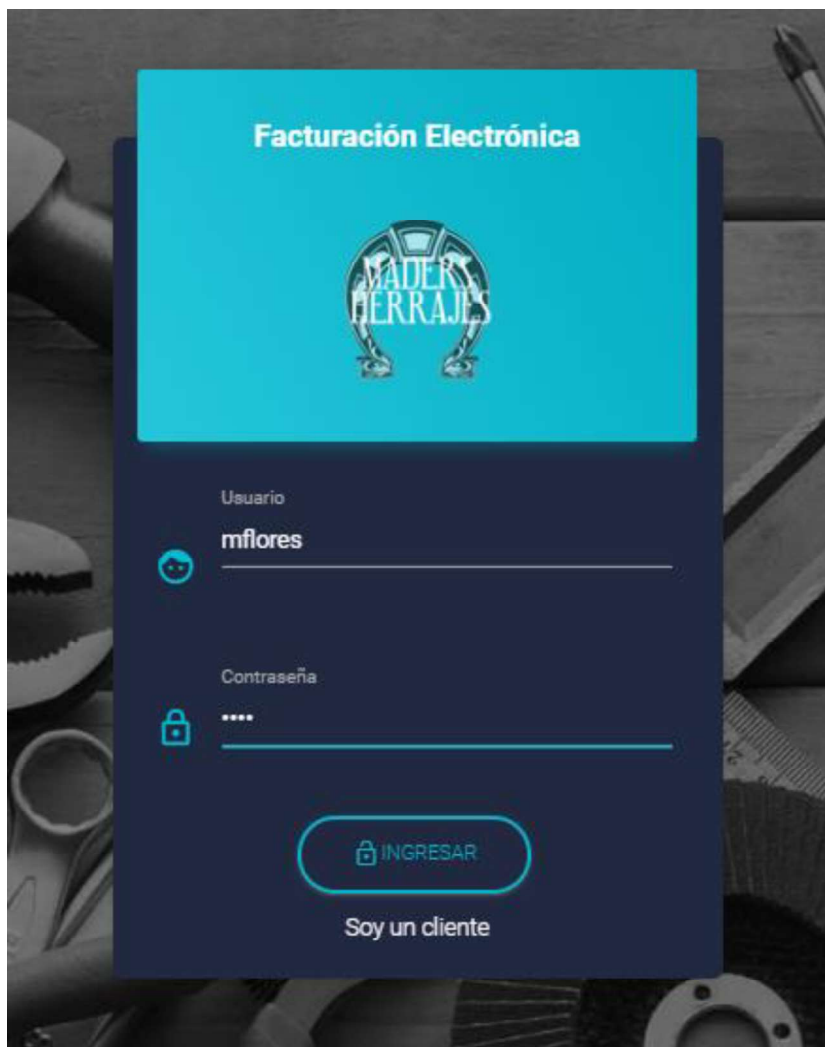 Facturación Electrónica
MADERS
HERRAJES
Usuario
mflores
Contraseña
••••
INGRESAR
Soy un cliente